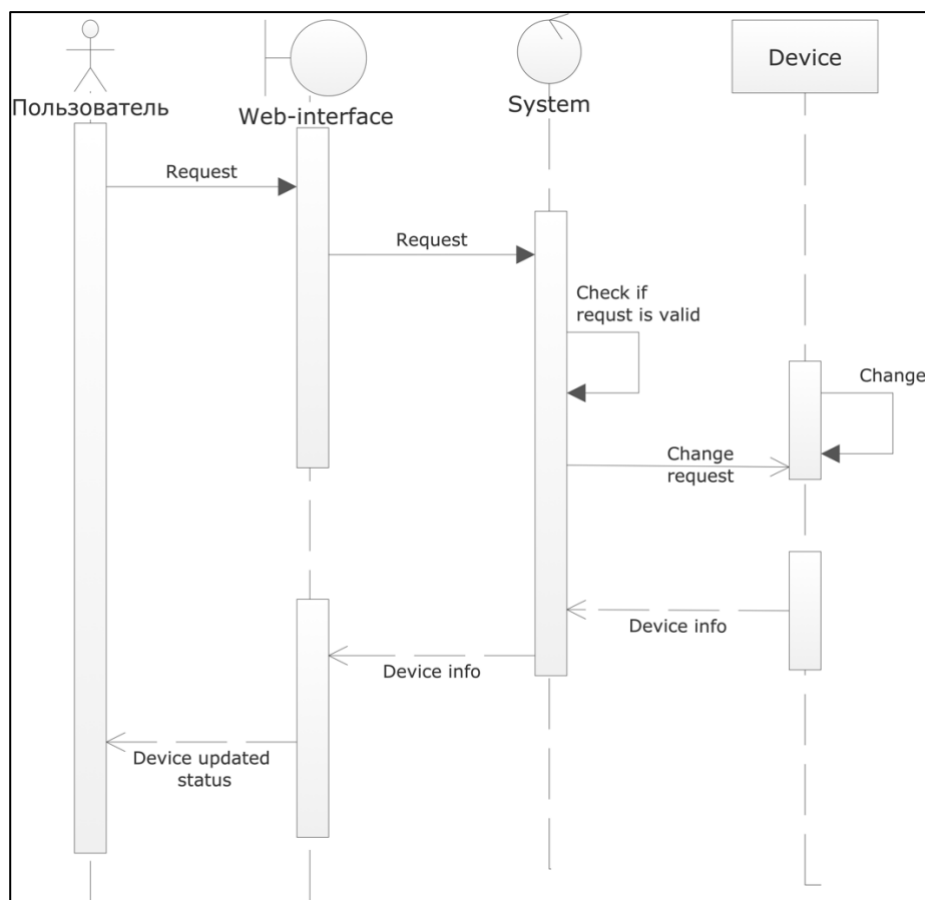 Пользователь
Web-interface
System
Device
Request
Request
Check if
requst is valid
Change
Change
request
Device info
Device info
Device updated
status